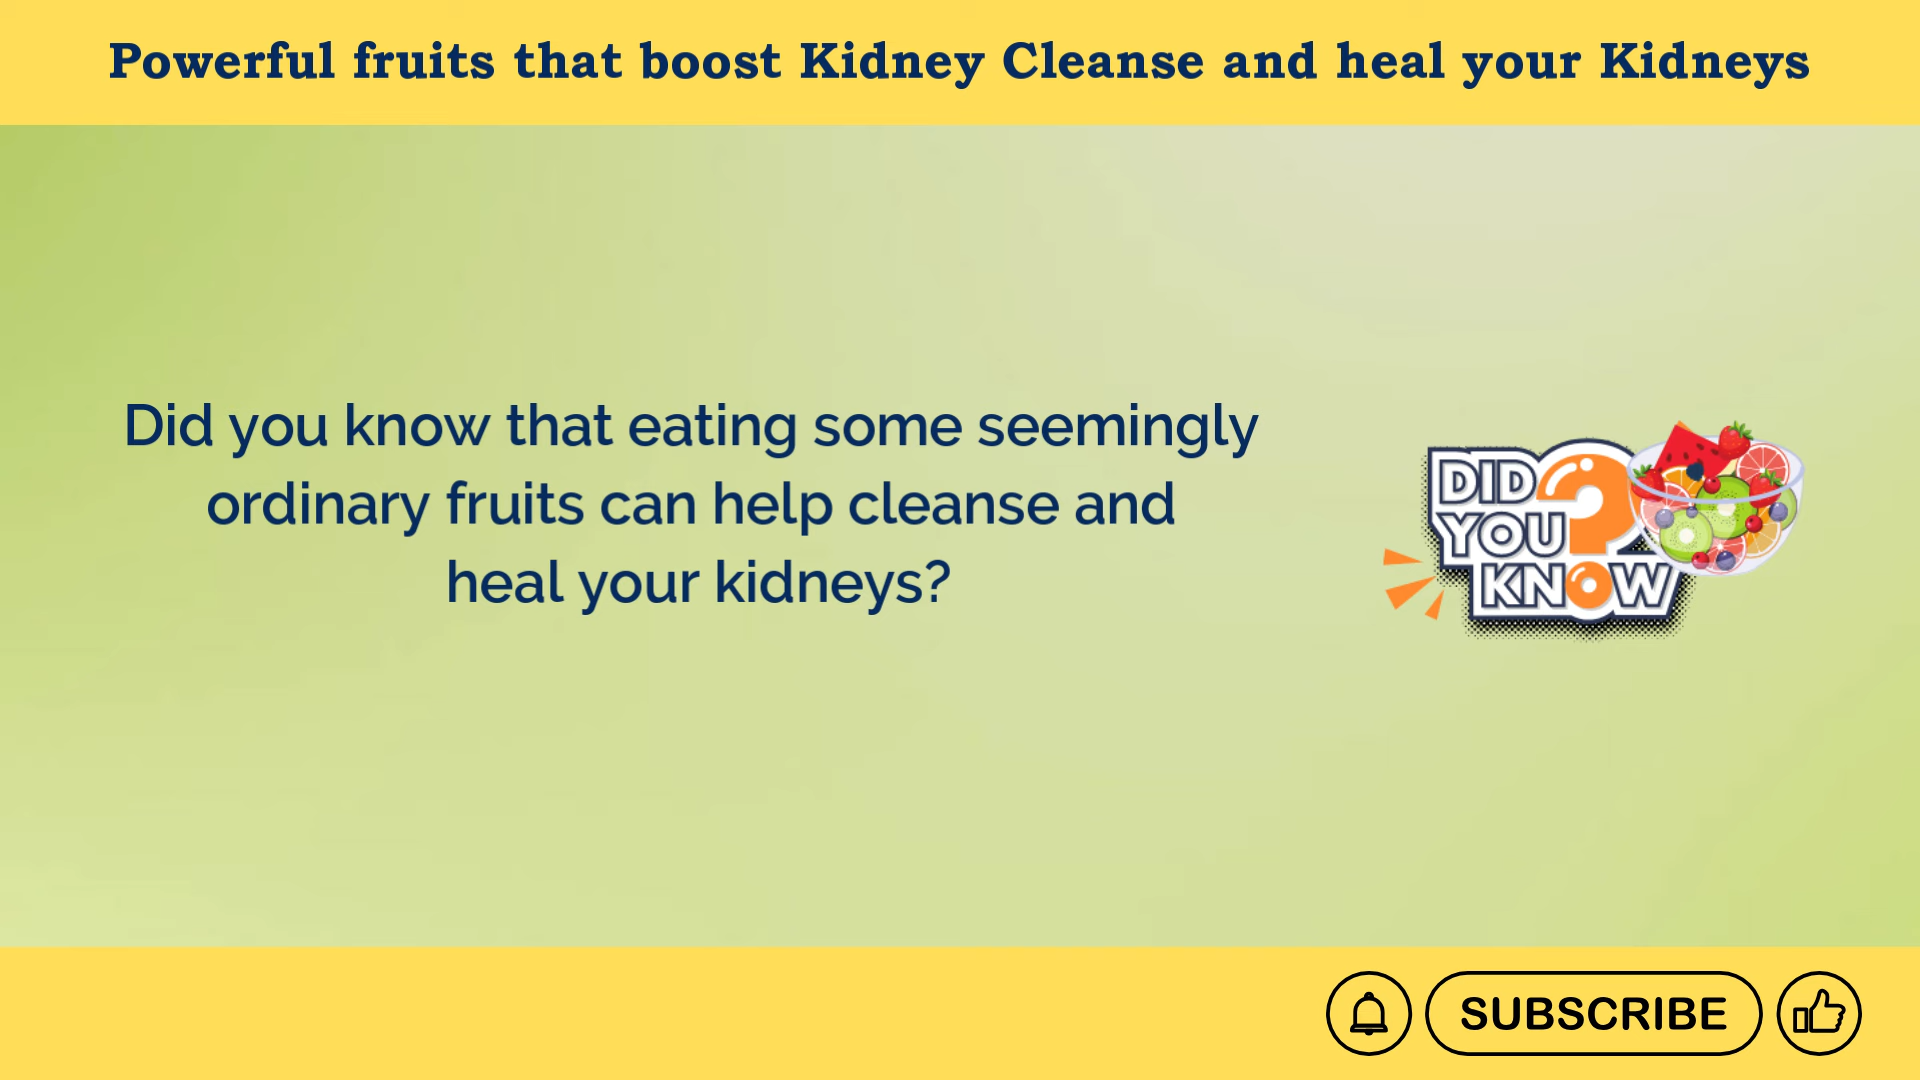 Powerful fruits that boost Kidney Cleanse and heal your Kidneys
Did you know that eating some seemingly
ordinary fruits can help cleanse and
heal your kidneys?
DID
YOU
KNOW
?
SUBSCRIBE